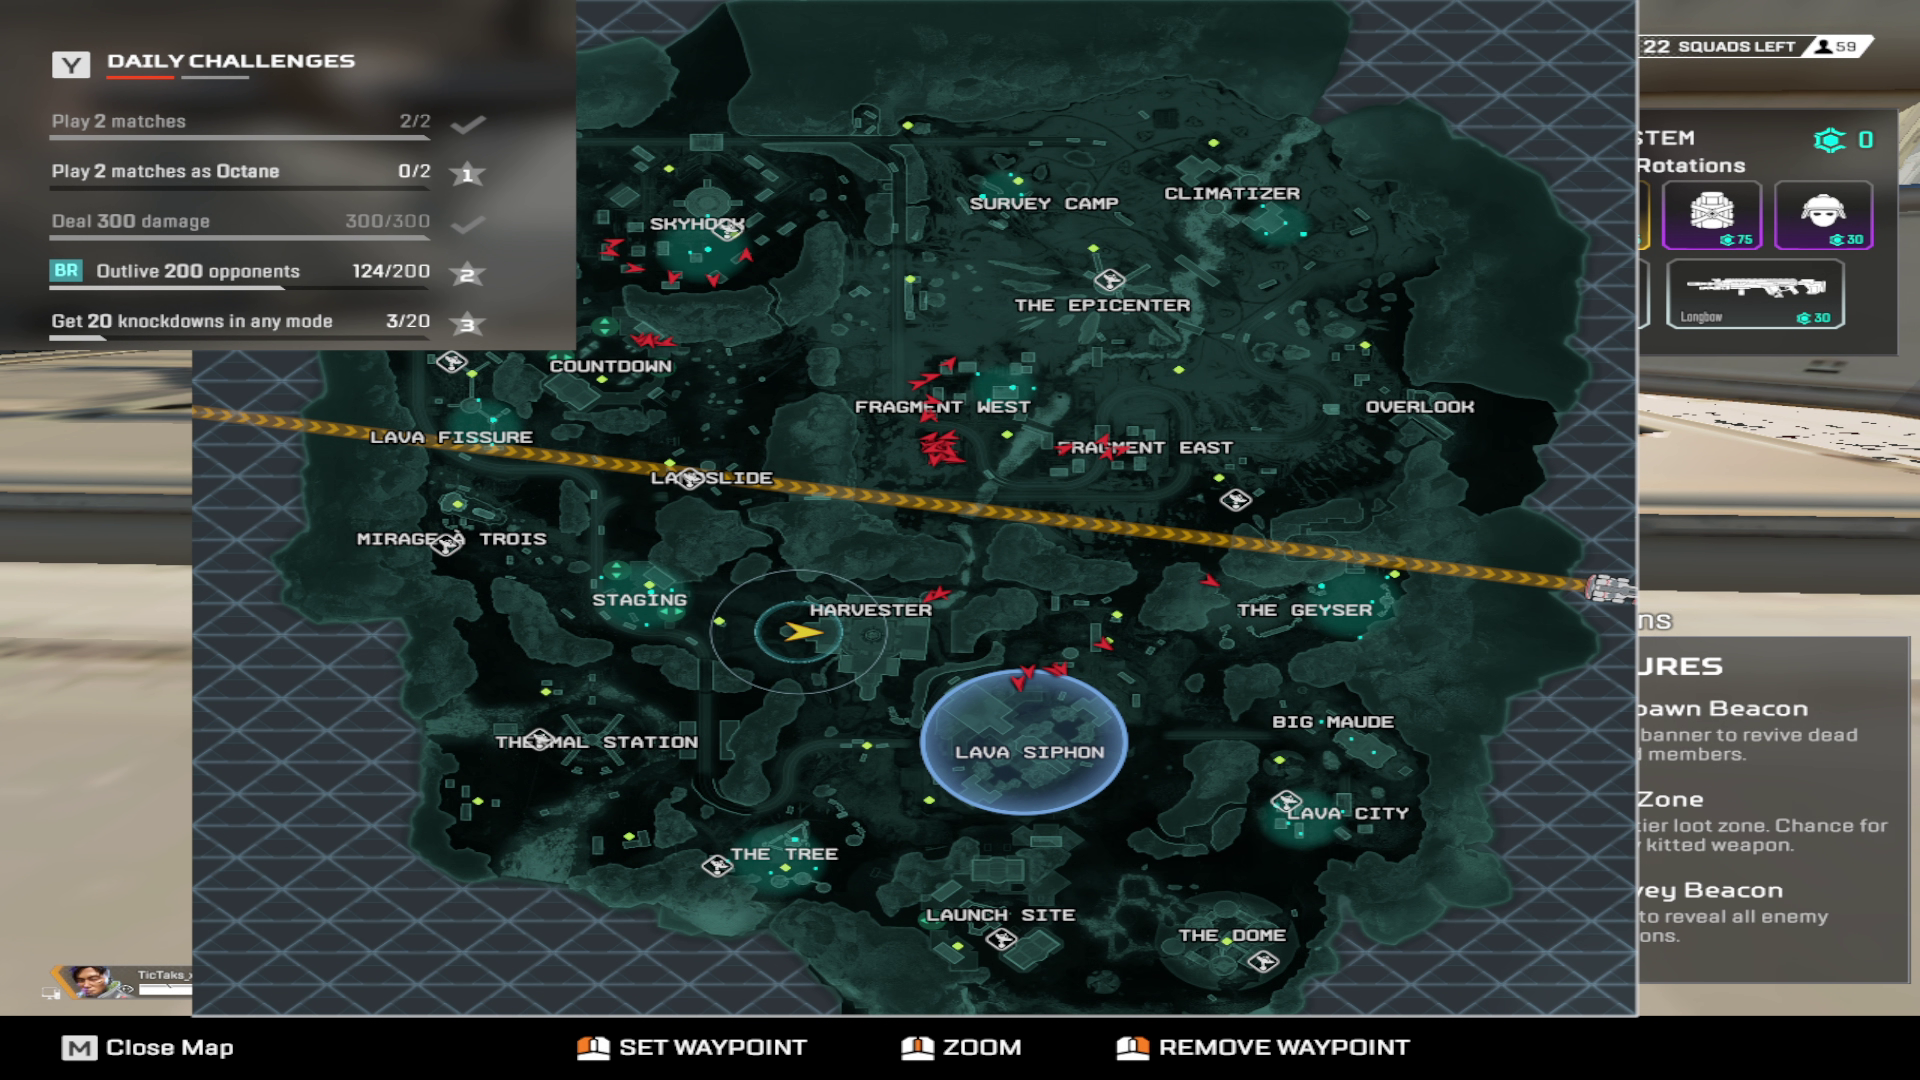 Y DAILY CHALLENGES
Play 2 matches 2/2
Play 2 matches as Octane 0/2 1
Deal 300 damage 300/300
BR Outlive 200 opponents 124/200 2
Get 20 knockdowns in any mode 3/20 3
22 SQUADS LEFT 59
STEM 0
Rotations
75 30
Longbow 30
SKYHOOK
SURVEY CAMP
CLIMATIZER
THE EPICENTER
COUNTDOWN
FRAGMENT WEST
OVERLOOK
LAVA FISSURE
FRAGMENT EAST
LANDSLIDE
MIRAGE À TROIS
STAGING
HARVESTER
THE GEYSER
THERMAL STATION
LAVA SIPHON
BIG MAUDE
LAVA CITY
THE TREE
LAUNCH SITE
THE DOME
ns
URES
pawn Beacon
banner to revive dead
members.
Zone
tier loot zone. Chance for
kitted weapon.
vey Beacon
to reveal all enemy
ons.
TicTaks_x
M Close Map
SET WAYPOINT
ZOOM
REMOVE WAYPOINT